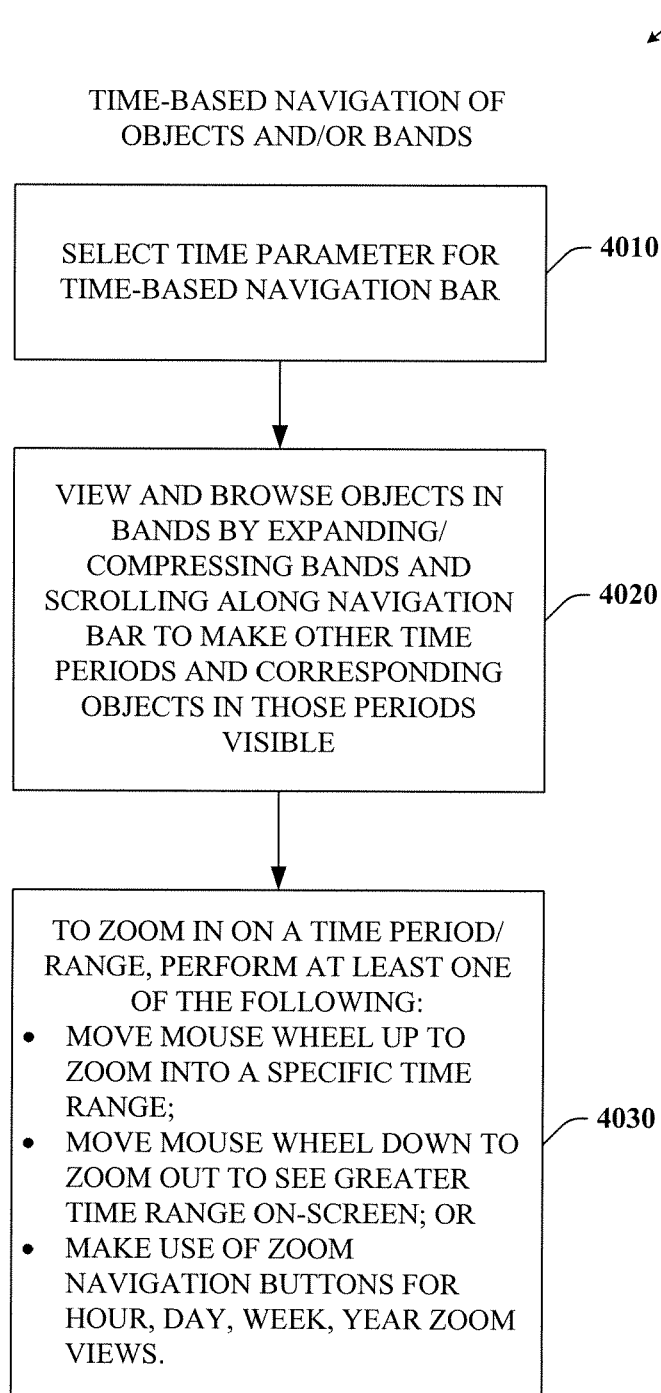 TIME-BASED NAVIGATION OF
OBJECTS AND/OR BANDS
SELECT TIME PARAMETER FOR
TIME-BASED NAVIGATION BAR
4010
VIEW AND BROWSE OBJECTS IN
BANDS BY EXPANDING/
COMPRESSING BANDS AND
SCROLLING ALONG NAVIGATION
BAR TO MAKE OTHER TIME
PERIODS AND CORRESPONDING
OBJECTS IN THOSE PERIODS
VISIBLE
4020
TO ZOOM IN ON A TIME PERIOD/
RANGE, PERFORM AT LEAST ONE
OF THE FOLLOWING:
• MOVE MOUSE WHEEL UP TO
ZOOM INTO A SPECIFIC TIME
RANGE;
• MOVE MOUSE WHEEL DOWN TO
ZOOM OUT TO SEE GREATER
TIME RANGE ON-SCREEN; OR
• MAKE USE OF ZOOM
NAVIGATION BUTTONS FOR
HOUR, DAY, WEEK, YEAR ZOOM
VIEWS.
4030